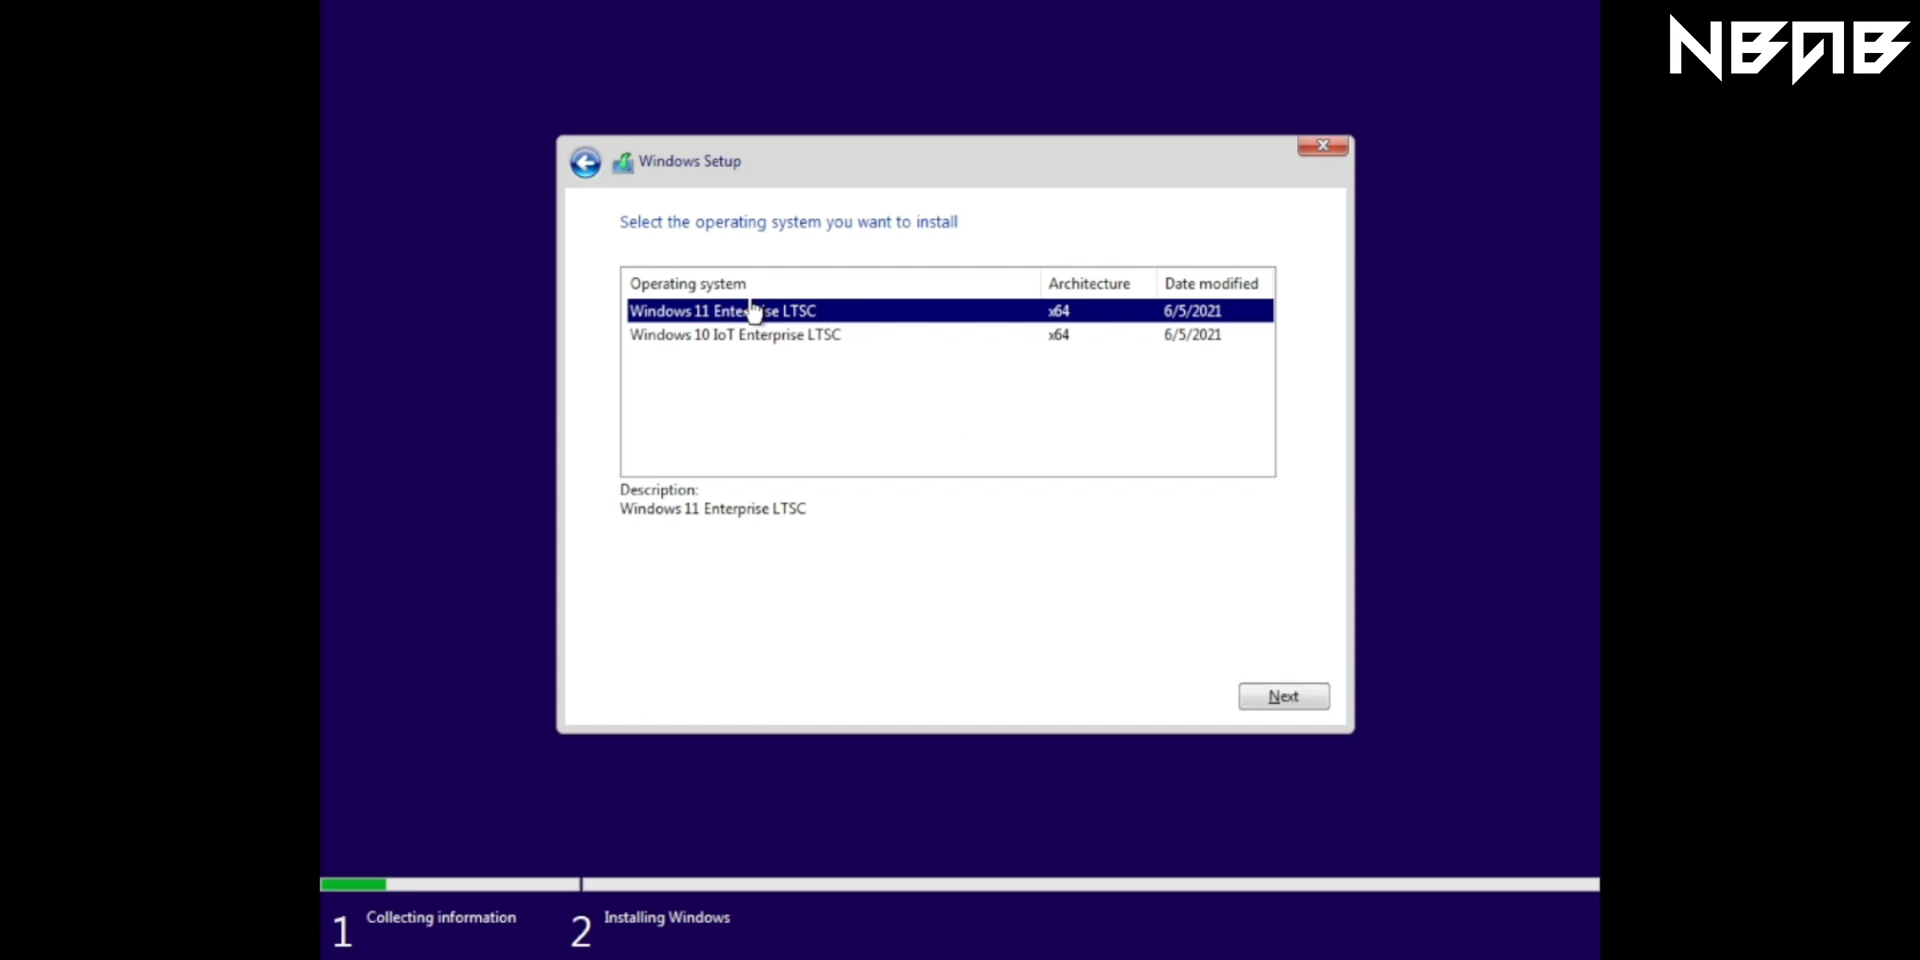 NBAB
Windows Setup
Select the operating system you want to install
Operating system Architecture Date modified
Windows 11 Enterprise LTSC x64 6/5/2021
Windows 10 IoT Enterprise LTSC x64 6/5/2021
Description:
Windows 11 Enterprise LTSC
Next
1 Collecting information 2 Installing Windows